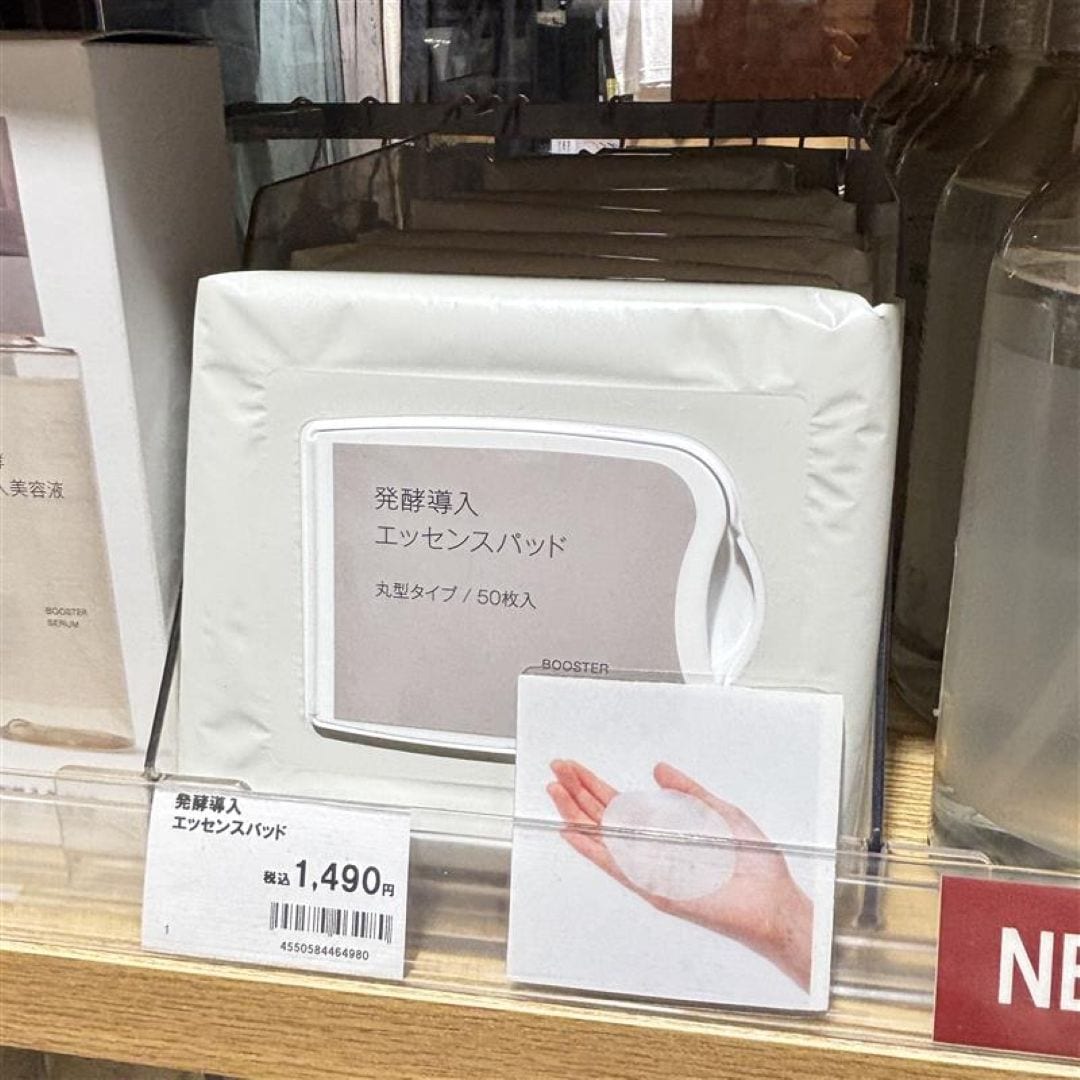 発酵導入
エッセンスパッド
丸型タイプ / 50枚入
BOOSTER
人美容液
BOOSTER
SERUM
発酵導入
エッセンスパッド
税込1,490円
4550584464980
1
NE